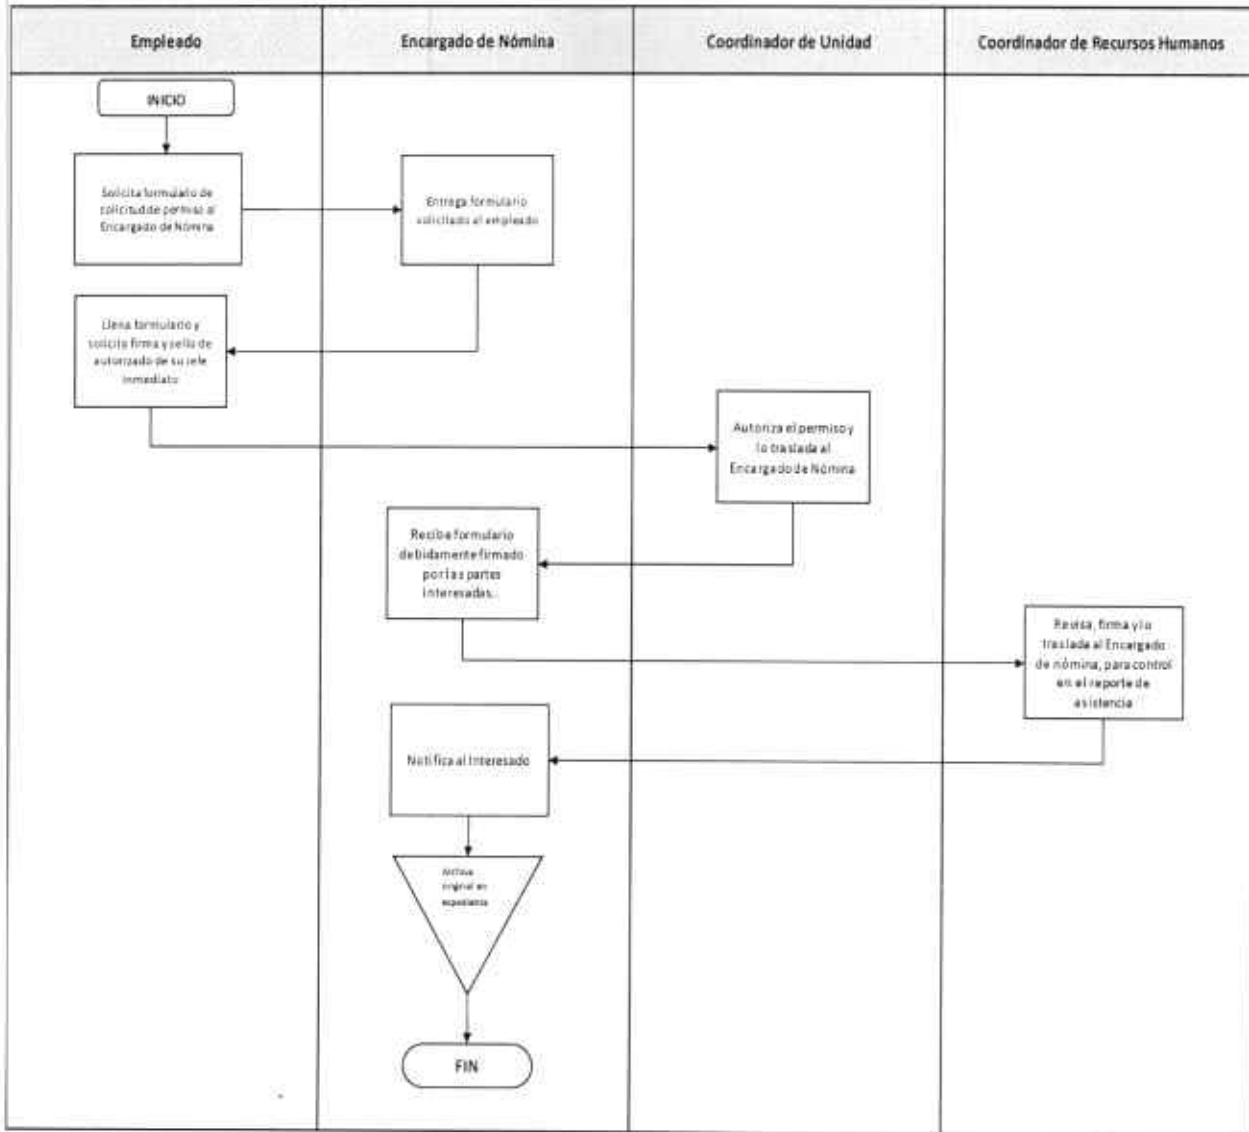 Empleado
Encargado de Nómina
Coordinador de Unidad
Coordinador de Recursos Humanos
INICIO
Solicita formulario de
solicitud de permiso al
Encargado de Nómina
Entrega formulario
solicitado al empleado
Llena formulario y
solicita firma y sello de
autorizado de su jefe
inmediato
Autoriza el permiso y
lo traslada al
Encargado de Nómina
Recibe formulario
debidamente firmado
por las partes
interesadas.
Revisa, firma y lo
traslada al Encargado
de nómina, para control
en el reporte de
asistencia
Notifica al Interesado
Archiva
original en
expediente
FIN